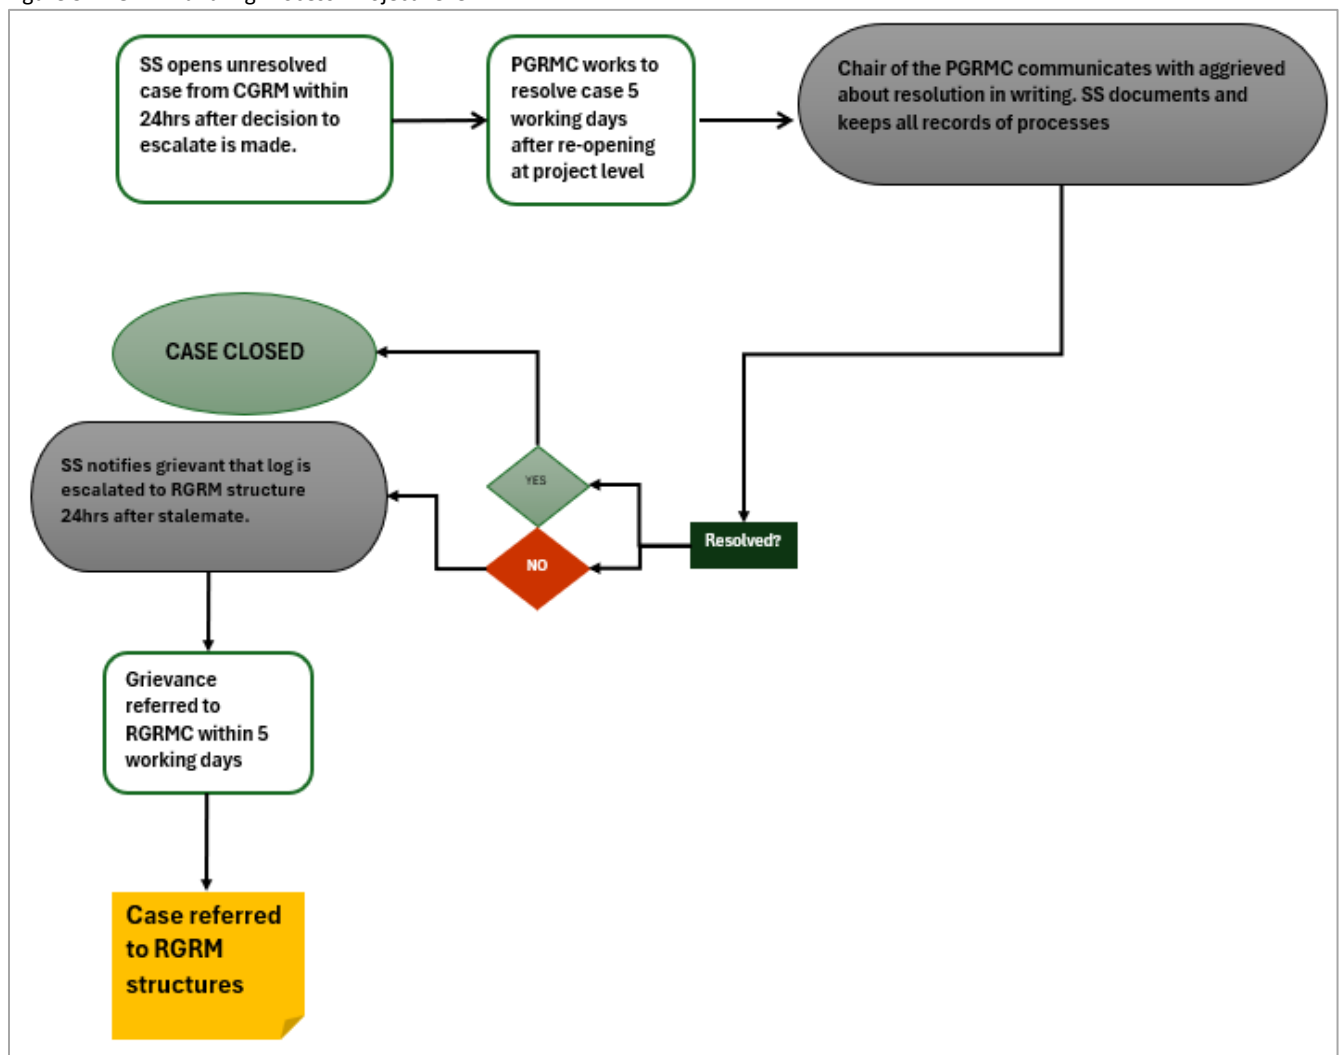 SS opens unresolved
case from CGRM within
24hrs after decision to
escalate is made.
PGRMC works to
resolve case 5
working days
after re-opening
at project level
Chair of the PGRMC communicates with aggrieved
about resolution in writing. SS documents and
keeps all records of processes
CASE CLOSED
SS notifies grievant that log is
escalated to RGRM structure
24hrs after stalemate.
YES
NO
Resolved?
Grievance
referred to
RGRMC within 5
working days
Case referred
to RGRM
structures